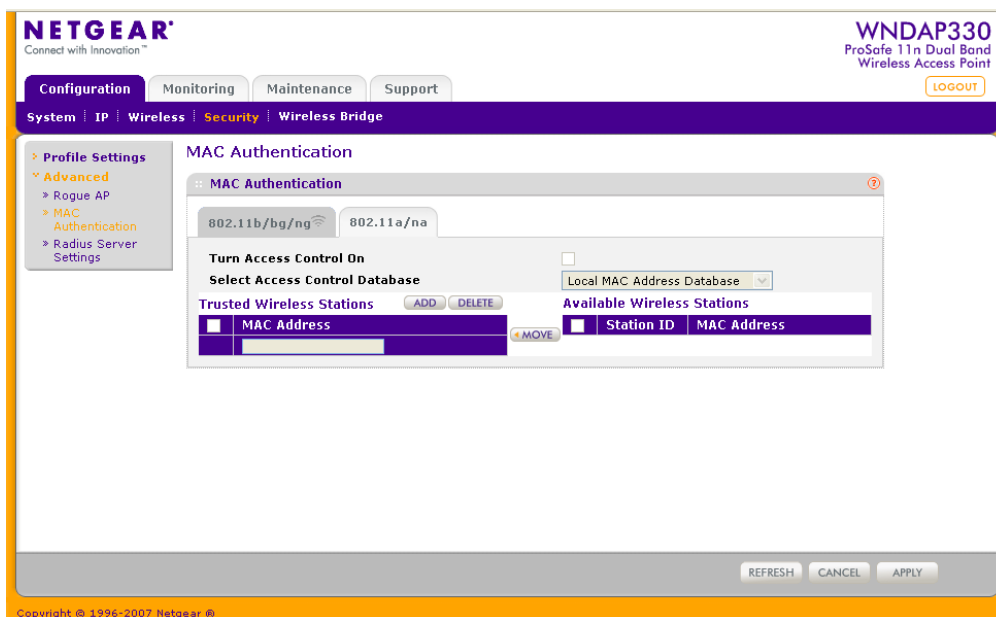 NETGEAR®
Connect with Innovation™
WNDAP330
ProSafe 11n Dual Band
Wireless Access Point
Configuration Monitoring Maintenance Support
LOGOUT
System IP Wireless Security Wireless Bridge
Profile Settings
Advanced
» Rogue AP
» MAC
Authentication
» Radius Server
Settings
MAC Authentication
MAC Authentication ?
802.11b/bg/ng 802.11a/na
Turn Access Control On
Select Access Control Database Local MAC Address Database
Trusted Wireless Stations ADD DELETE Available Wireless Stations
MAC Address MOVE Station ID MAC Address
REFRESH CANCEL APPLY
Copyright © 1996-2007 Netgear ®